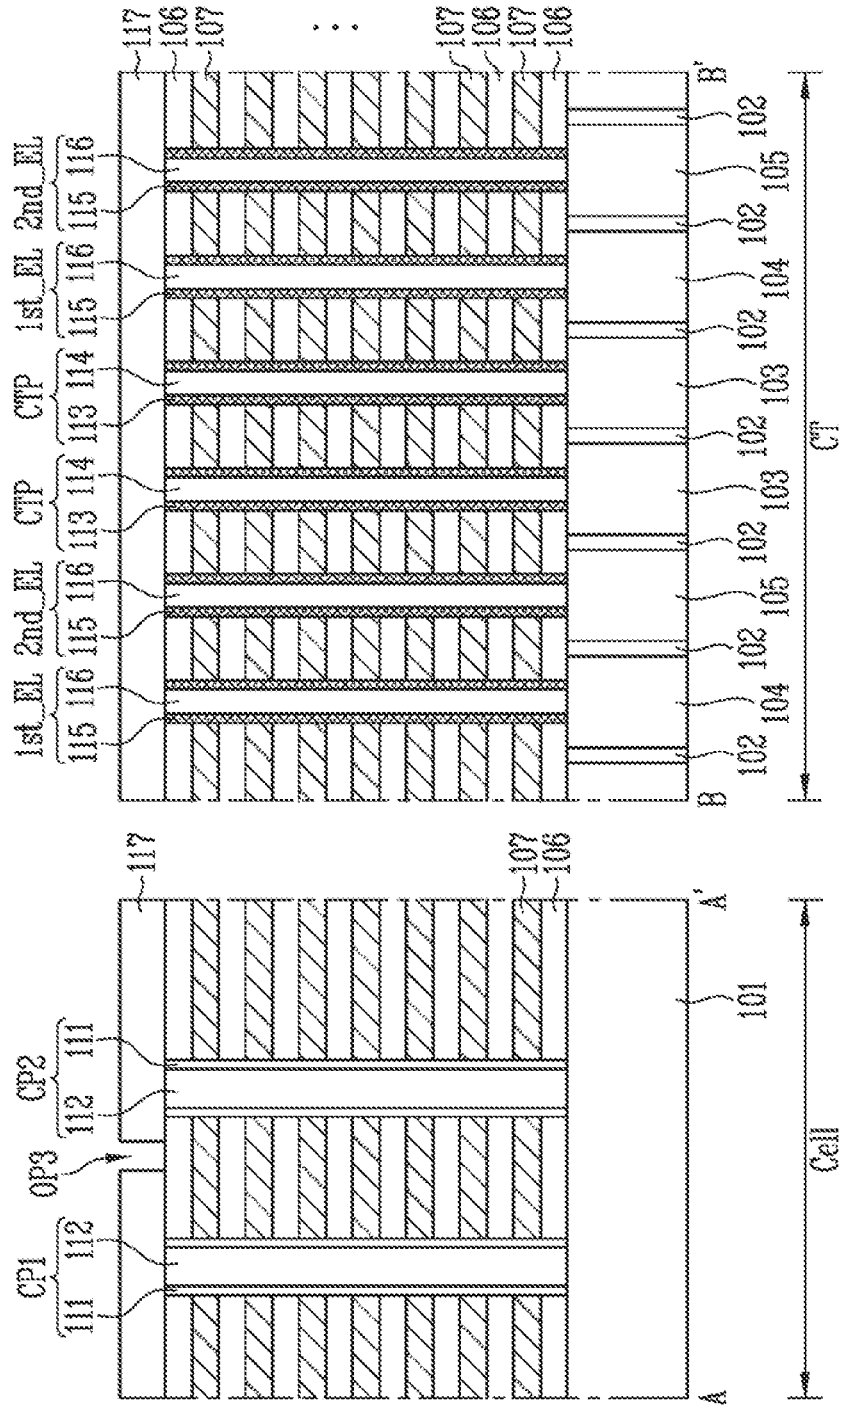 CP1 OP3 CP2 1st_EL 2nd_EL CTP CTP 1st_EL 2nd_EL
111 112 112 111 115 116 115 116 113 114 113 114 115 116 115 116
117 117
106
107
...
107
106
107 107
106 106
A A' B B'
101 102 104 102 105 102 103 102 103 102 104 102 105 102
Cell CT